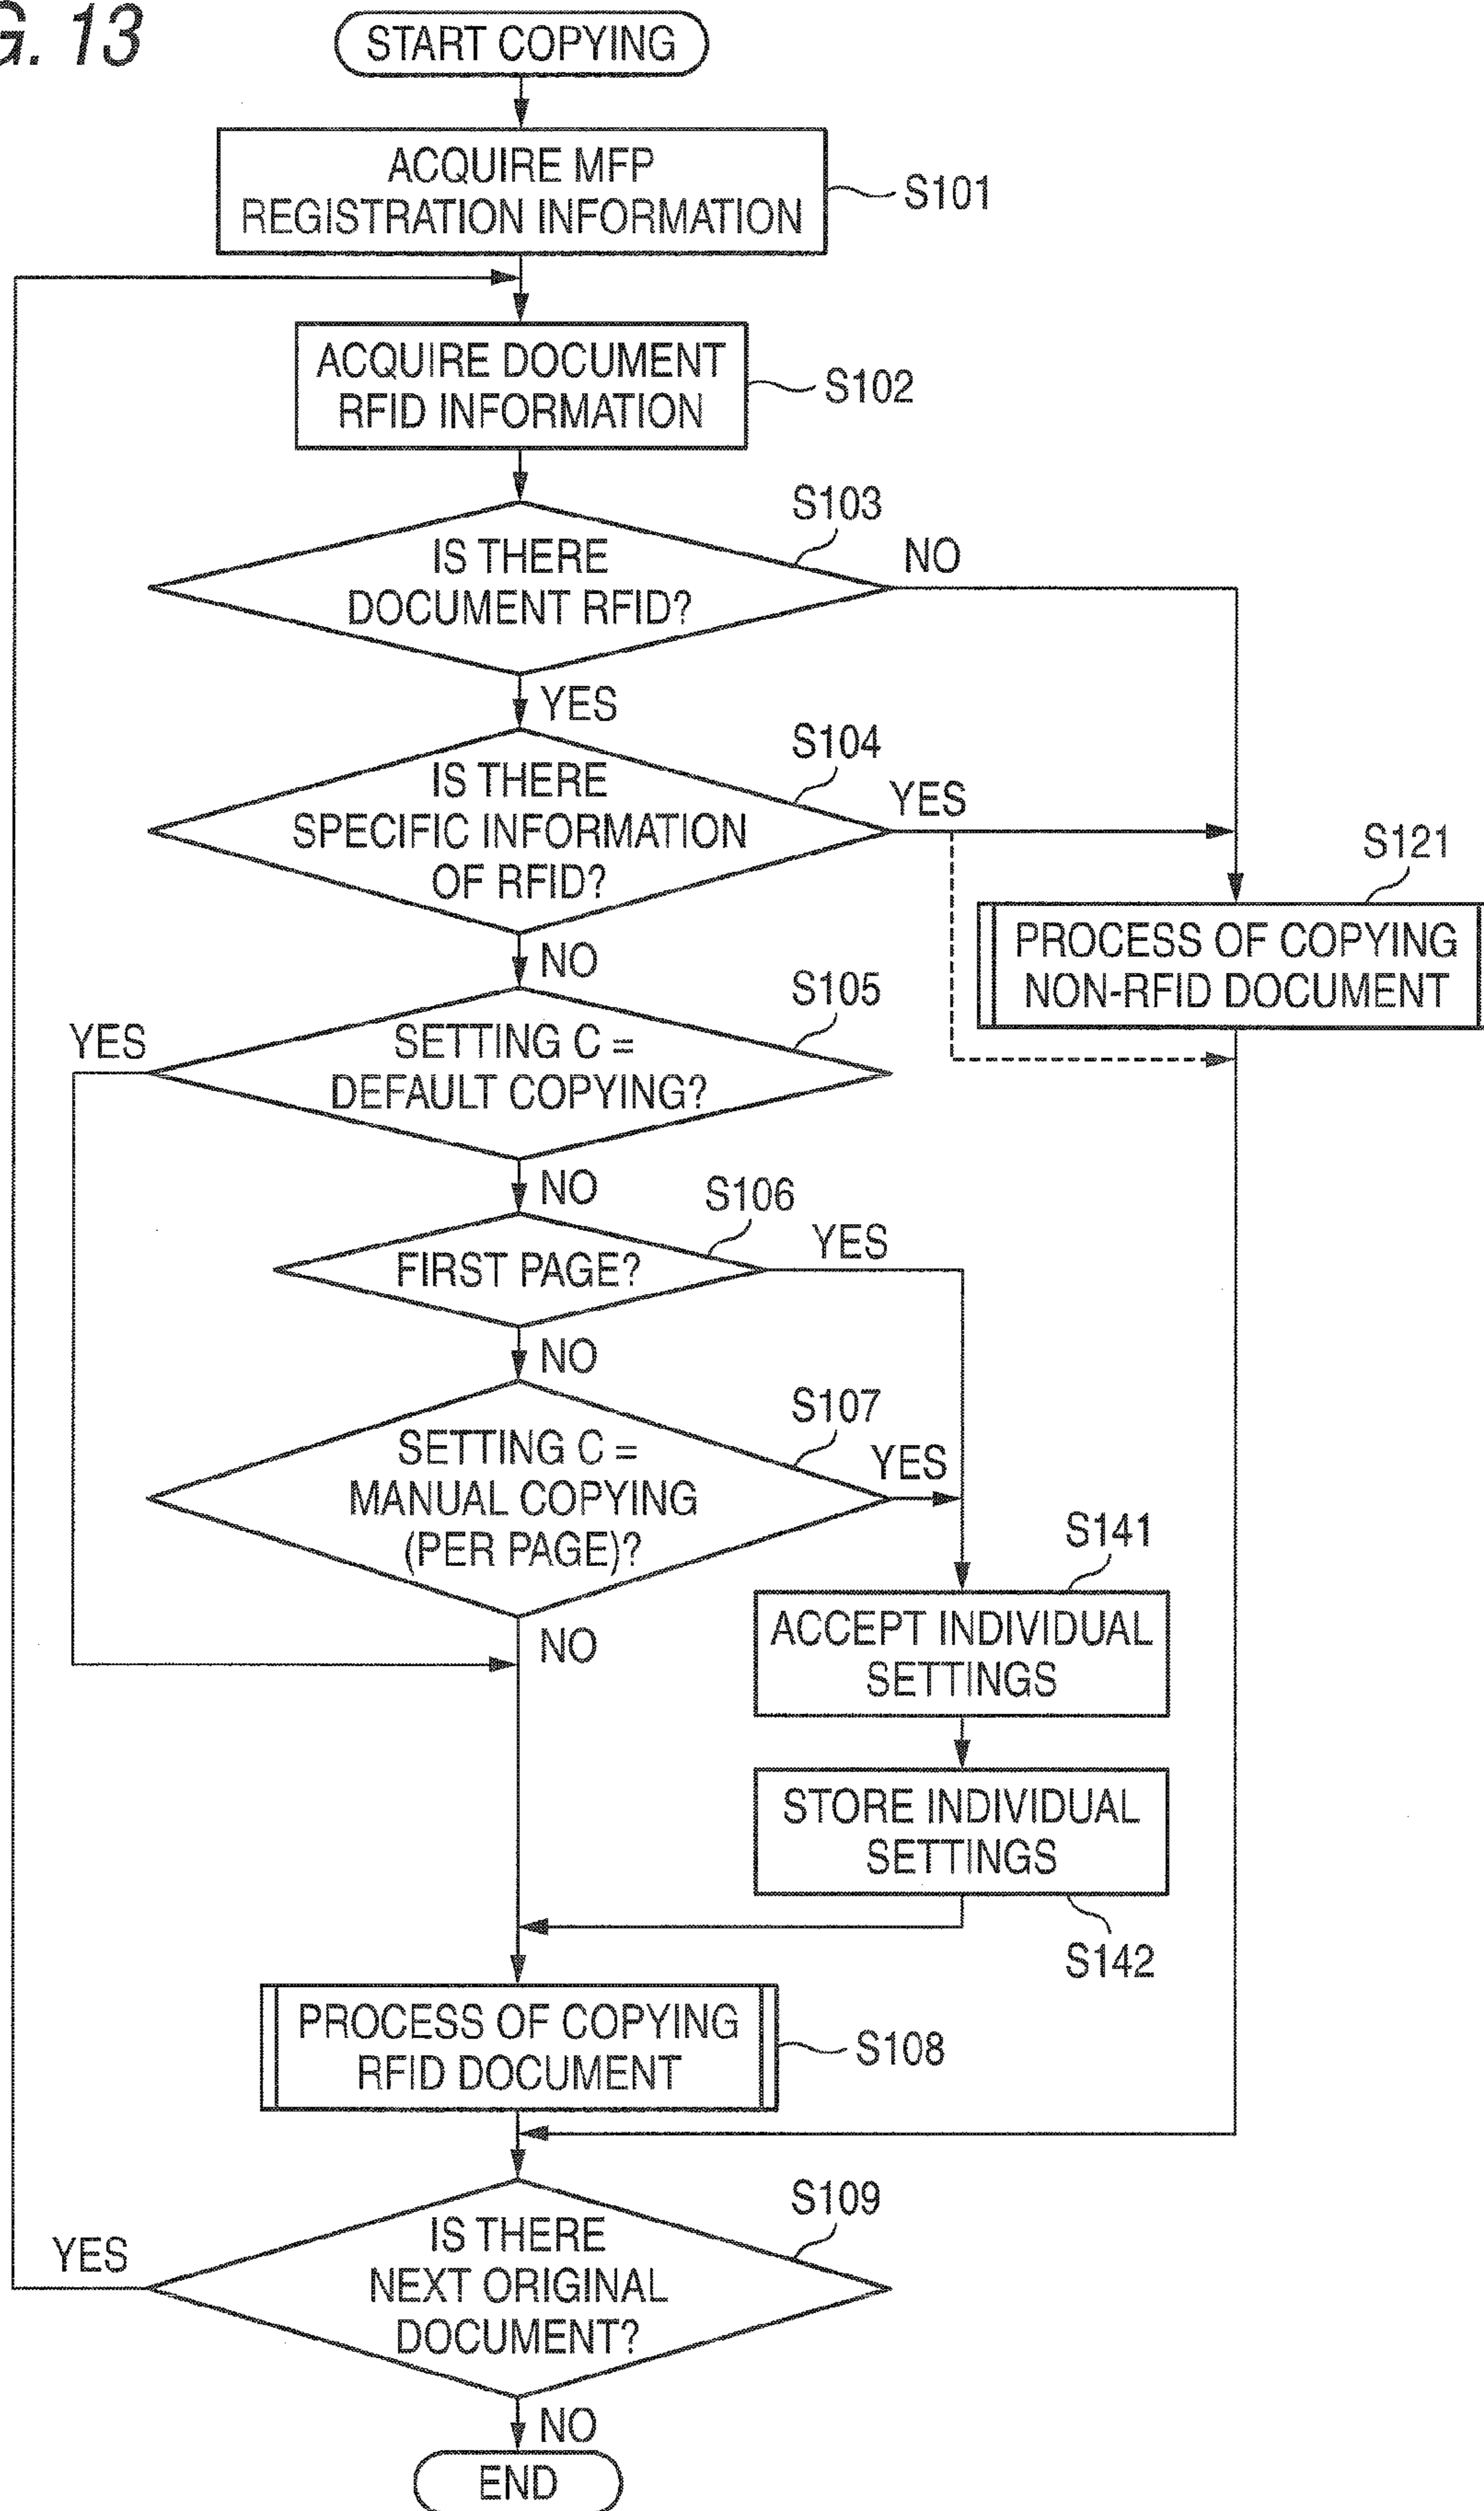 G. 13
START COPYING
ACQUIRE MFP
REGISTRATION INFORMATION
S101
ACQUIRE DOCUMENT
RFID INFORMATION
S102
S103
IS THERE
DOCUMENT RFID?
NO
YES
S104
IS THERE
SPECIFIC INFORMATION
OF RFID?
YES
S121
PROCESS OF COPYING
NON-RFID DOCUMENT
NO
S105
YES
SETTING C =
DEFAULT COPYING?
NO
S106
FIRST PAGE?
YES
NO
S107
SETTING C =
MANUAL COPYING
(PER PAGE)?
YES
S141
ACCEPT INDIVIDUAL
SETTINGS
NO
STORE INDIVIDUAL
SETTINGS
S142
PROCESS OF COPYING
RFID DOCUMENT
S108
S109
YES
IS THERE
NEXT ORIGINAL
DOCUMENT?
NO
END